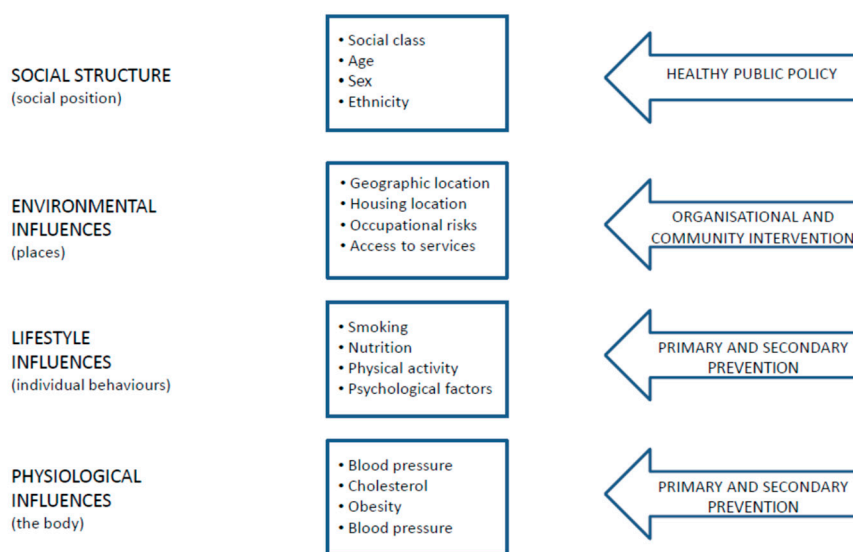 SOCIAL STRUCTURE
(social position)
• Social class
• Age
• Sex
• Ethnicity
HEALTHY PUBLIC POLICY
ENVIRONMENTAL
INFLUENCES
(places)
• Geographic location
• Housing location
• Occupational risks
• Access to services
ORGANISATIONAL AND
COMMUNITY INTERVENTION
LIFESTYLE
INFLUENCES
(individual behaviours)
• Smoking
• Nutrition
• Physical activity
• Psychological factors
PRIMARY AND SECONDARY
PREVENTION
PHYSIOLOGICAL
INFLUENCES
(the body)
• Blood pressure
• Cholesterol
• Obesity
• Blood pressure
PRIMARY AND SECONDARY
PREVENTION